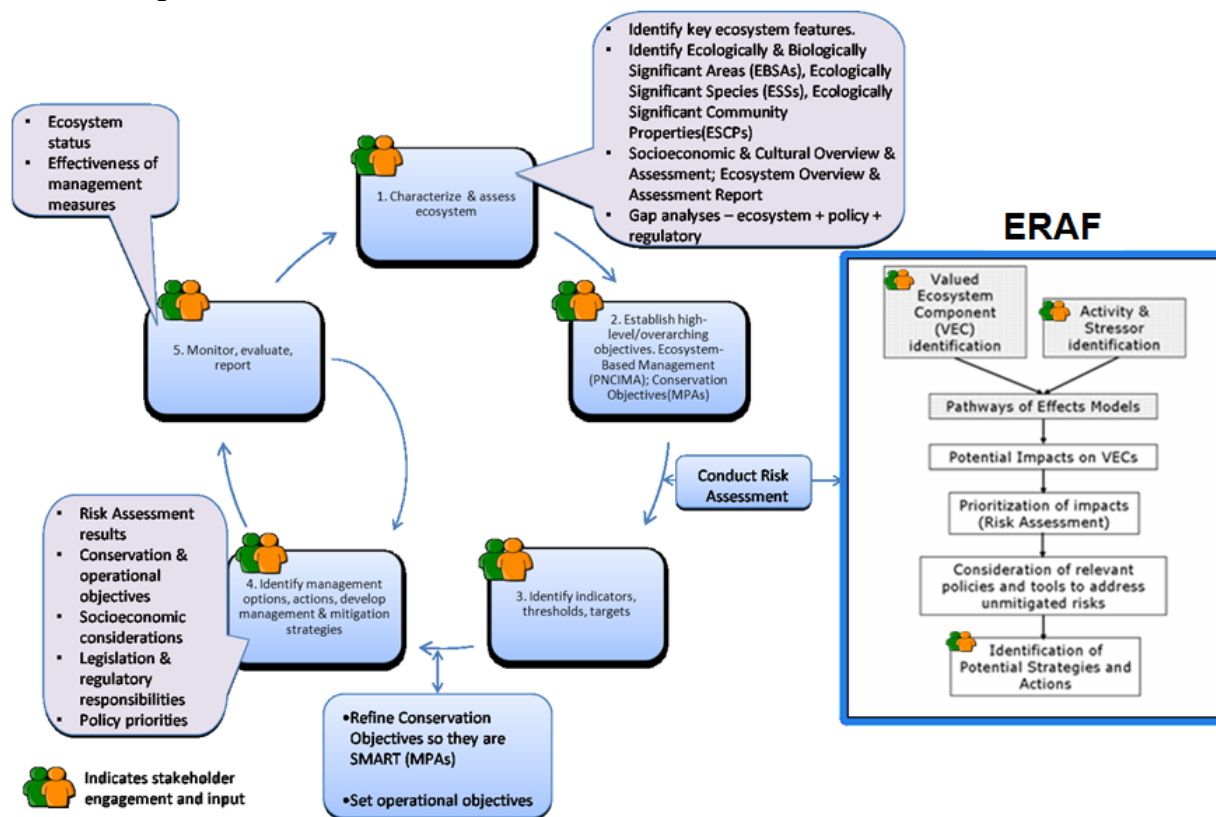 ▪ Identify key ecosystem features.
▪ Identify Ecologically & Biologically
Significant Areas (EBSAs), Ecologically
Significant Species (ESSs), Ecologically
Significant Community
Properties(ESCPs)
▪ Socioeconomic & Cultural Overview &
Assessment; Ecosystem Overview &
Assessment Report
▪ Gap analyses – ecosystem + policy +
regulatory
▪ Ecosystem
status
▪ Effectiveness of
management
measures
1. Characterize & assess
ecosystem
2. Establish high-
level/overarching
objectives. Ecosystem-
Based Management
(PNCIMA); Conservation
Objectives(MPAs)
5. Monitor, evaluate,
report
Conduct Risk
Assessment
3. Identify indicators,
thresholds, targets
4. Identify management
options, actions, develop
management & mitigation
strategies
▪ Risk Assessment
results
▪ Conservation &
operational
objectives
▪ Socioeconomic
considerations
▪ Legislation &
regulatory
responsibilities
▪ Policy priorities
•Refine Conservation
Objectives so they are
SMART (MPAs)
•Set operational objectives
Indicates stakeholder
engagement and input
ERAF
Valued
Ecosystem
Component
(VEC)
identification
Activity &
Stressor
identification
Pathways of Effects Models
Potential Impacts on VECs
Prioritization of impacts
(Risk Assessment)
Consideration of relevant
policies and tools to address
unmitigated risks
Identification of
Potential Strategies and
Actions